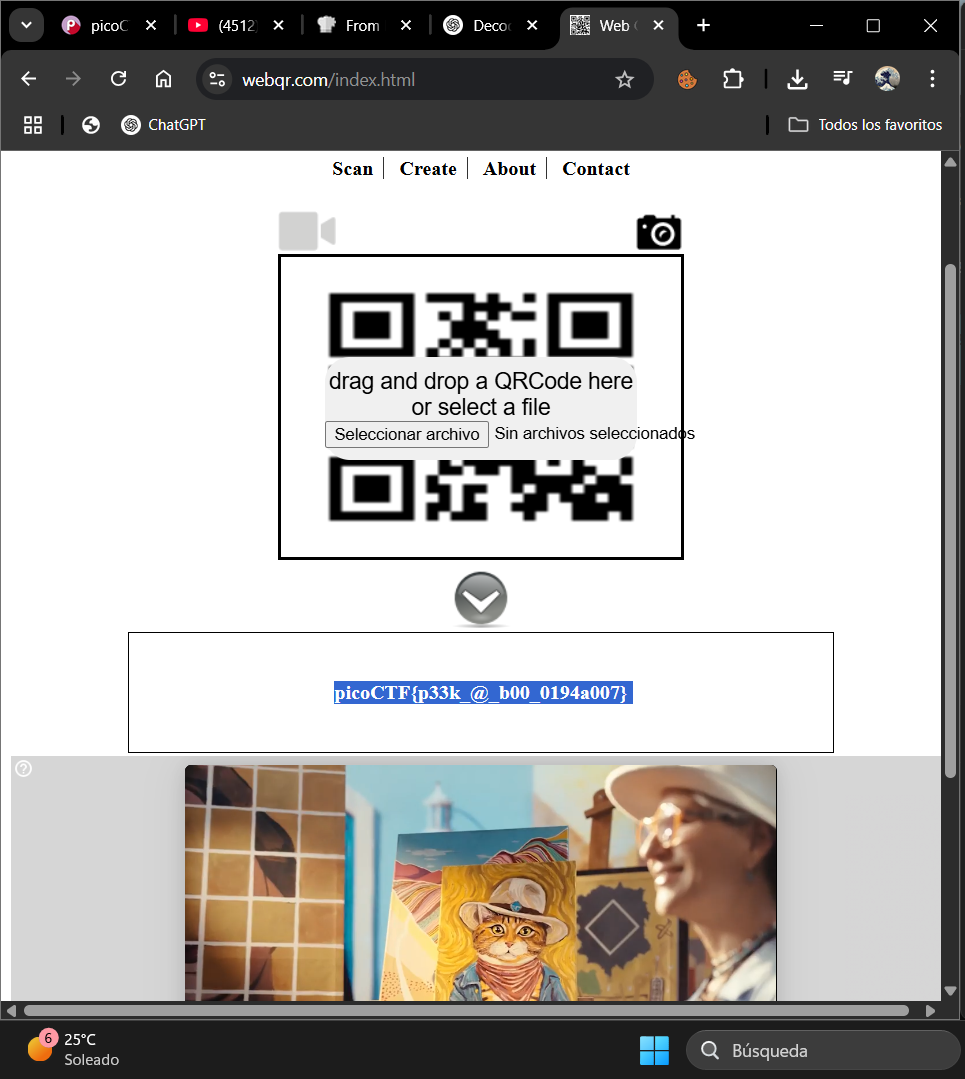 picoC
(4512)
From
Deco
Web
webqr.com/index.html
ChatGPT
Todos los favoritos
Scan
Create
About
Contact
drag and drop a QRCode here
or select a file
Seleccionar archivo Sin archivos seleccionados
picoCTF{p33k_@_b00_0194a007}
6
25°C
Soleado
Búsqueda